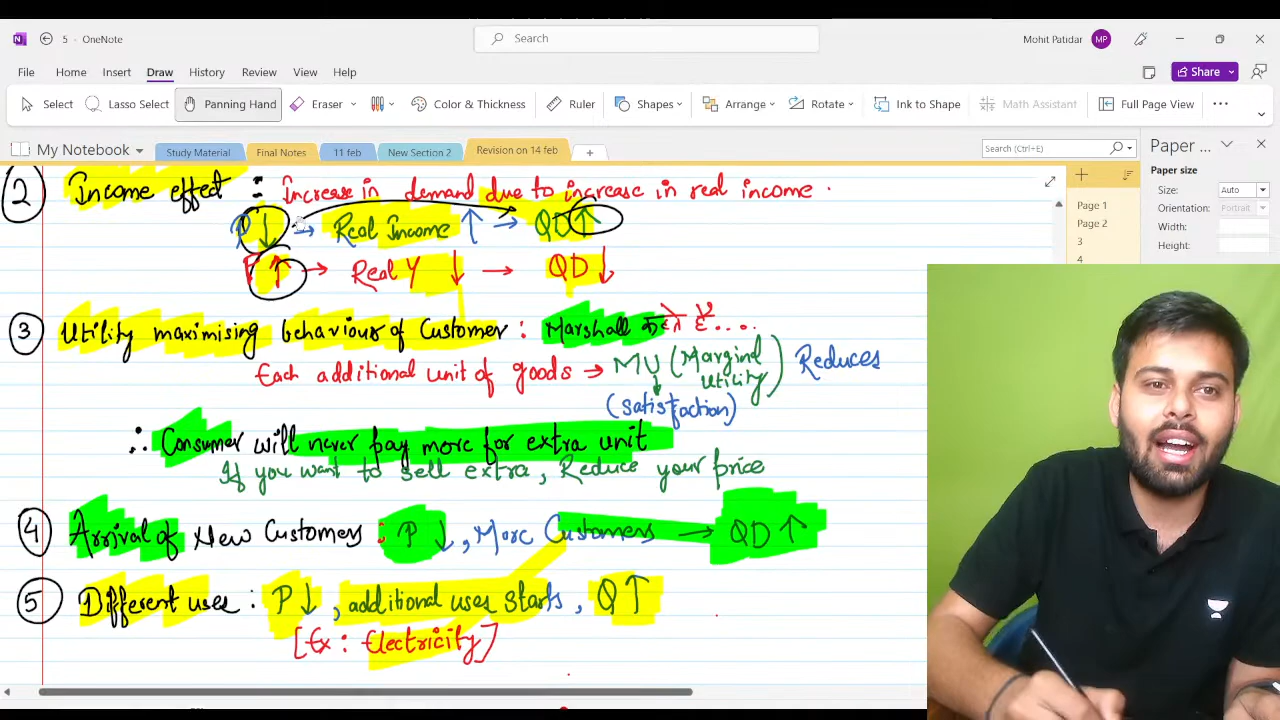 5 - OneNote
Search
Mohit Patidar MP
File Home Insert Draw History Review View Help
Share
Select Lasso Select Panning Hand Eraser Color & Thickness Ruler Shapes Arrange Rotate Ink to Shape Math Assistant Full Page View
My Notebook Study Material Final Notes 11 feb New Section 2 Revision on 14 feb + Search (Ctrl+E)
Paper ...
Paper size
Page 1
Size: Auto
Page 2
Orientation: Portrait
Width:
3
Height:
4
② Income effect : Increase in demand due to increase in real income .
P↓ → Real Income ↑ → QD ↑
P ↑ → Real Y ↓ → QD ↓
③ Utility maximising behaviour of Customer : Marshall
Each additional unit of goods → MU (Marginal Utility) Reduces
(satisfaction)
∴ Consumer will never pay more for extra unit
If you want to sell extra, Reduce your price
④ Arrival of New Customers : P ↓, More Customers → QD ↑
⑤ Different uses : P↓, additional uses starts, Q↑
[Ex : Electricity]